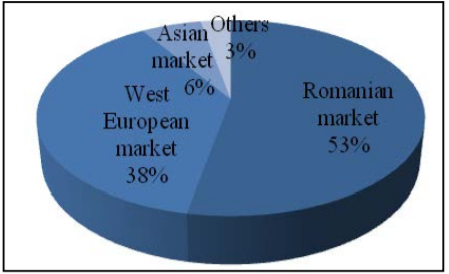 Others
3%
Asian
market
6%
West
European
market
38%
Romanian
market
53%